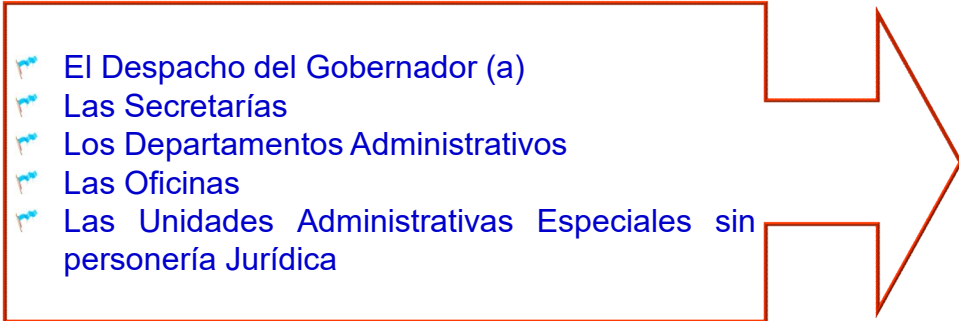 El Despacho del Gobernador (a)
Las Secretarías
Los Departamentos Administrativos
Las Oficinas
Las Unidades Administrativas Especiales sin
personería Jurídica